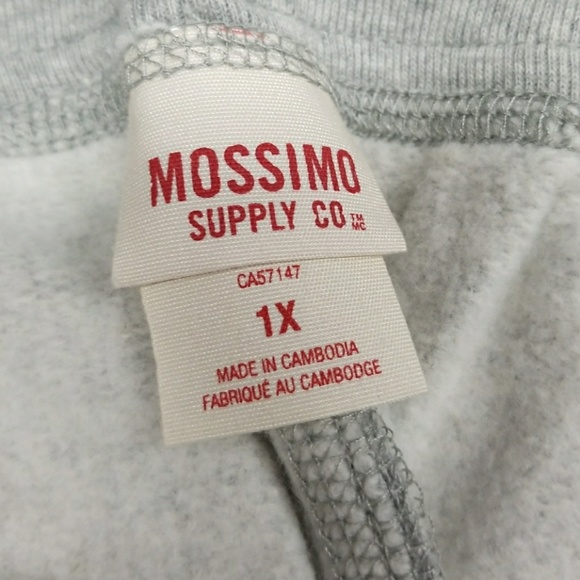 MOSSIMO
SUPPLY CO TM MC
CA57147
1X
MADE IN CAMBODIA
FABRIQUÉ AU CAMBODGE